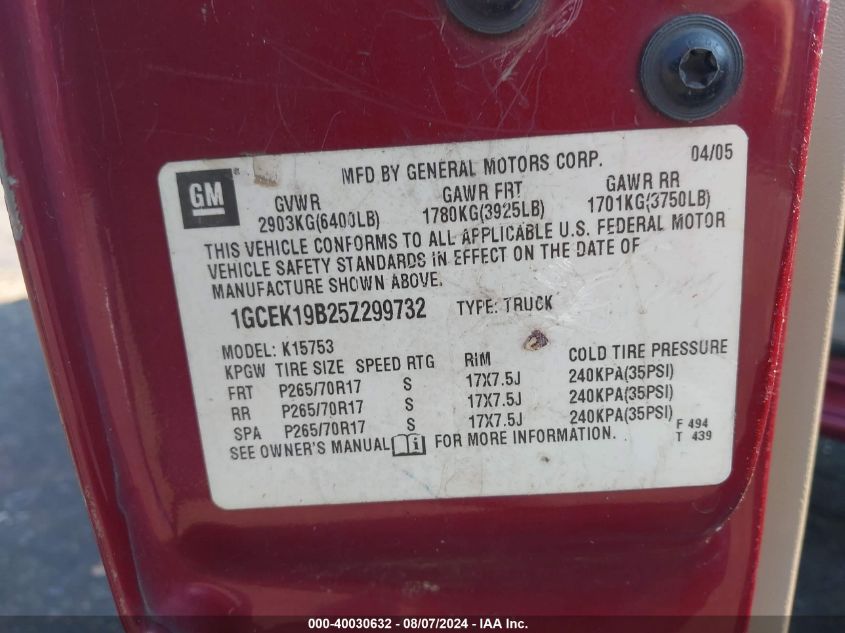 MFD BY GENERAL MOTORS CORP. 04/05
GM
GVWR GAWR FRT GAWR RR
2903KG(6400LB) 1780KG(3925LB) 1701KG(3750LB)
THIS VEHICLE CONFORMS TO ALL APPLICABLE U.S. FEDERAL MOTOR
VEHICLE SAFETY STANDARDS IN EFFECT ON THE DATE OF
MANUFACTURE SHOWN ABOVE.
1GCEK19B25Z299732 TYPE: TRUCK
MODEL: K15753
KPGW TIRE SIZE SPEED RTG RIM COLD TIRE PRESSURE
FRT P265/70R17 S 17X7.5J 240KPA(35PSI)
RR P265/70R17 S 17X7.5J 240KPA(35PSI)
SPA P265/70R17 S 17X7.5J 240KPA(35PSI)
SEE OWNER'S MANUAL i FOR MORE INFORMATION.
F 494
T 439
000-40030632 - 08/07/2024 - IAA Inc.